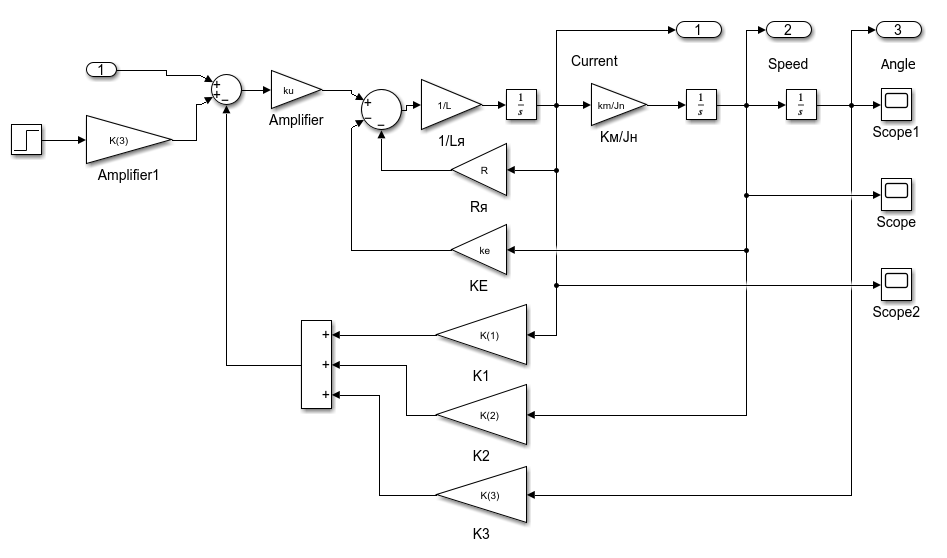 1
2
3
Current
Speed
Angle
1
+
+
−
ku
Amplifier
+
−
−
1/L
1/Lя
1
s
km/Jn
Kм/Jн
1
s
1
s
Scope1
K(3)
Amplifier1
R
Rя
Scope
ke
KE
Scope2
+
K(1)
K1
+
K(2)
K2
+
K(3)
K3